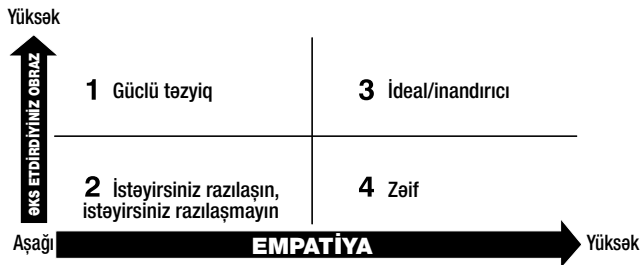 Yüksək
ƏKS ETDİRDİYİNİZ OBRAZ
1 Güclü təzyiq
3 İdeal/inandırıcı
2 İstəyirsiniz razılaşın,
istəyirsiniz razılaşmayın
4 Zəif
Aşağı
EMPATİYA
Yüksək